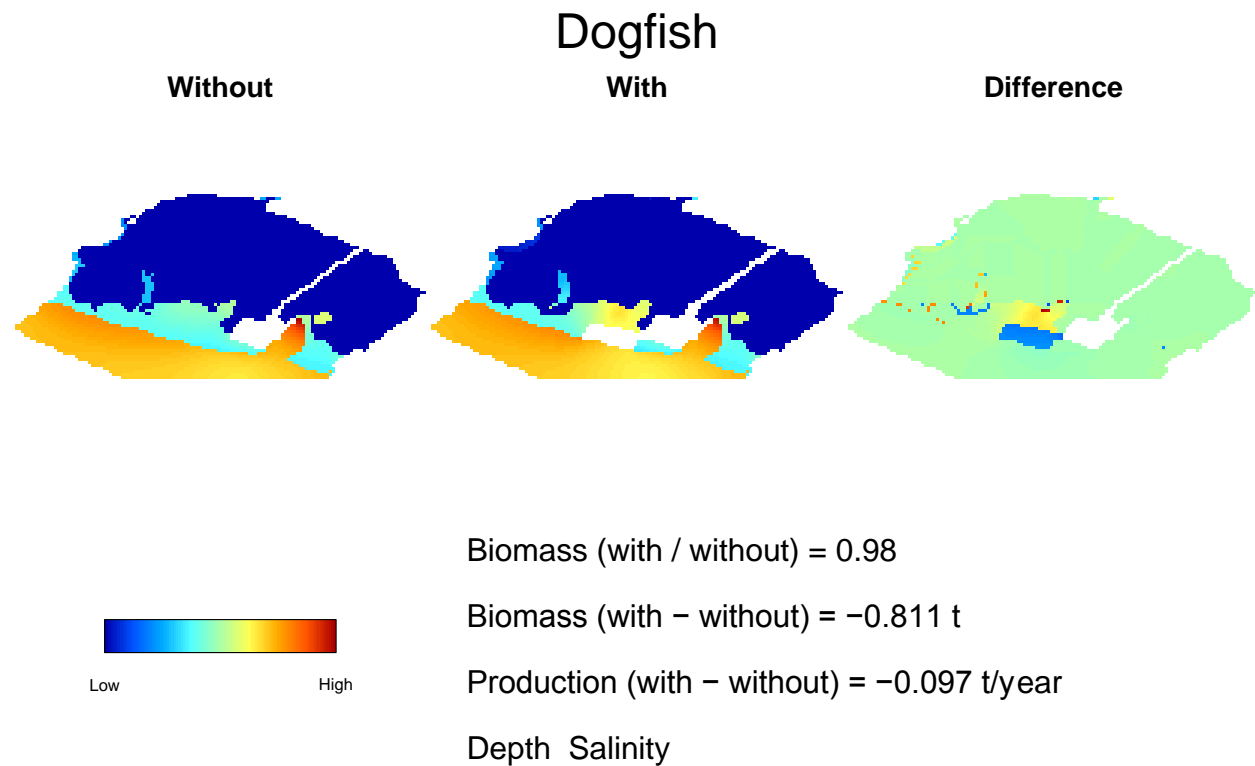 Dogfish
Without With Difference
Biomass (with / without) = 0.98
Biomass (with − without) = −0.811 t
Low High
Production (with − without) = −0.097 t/year
Depth Salinity